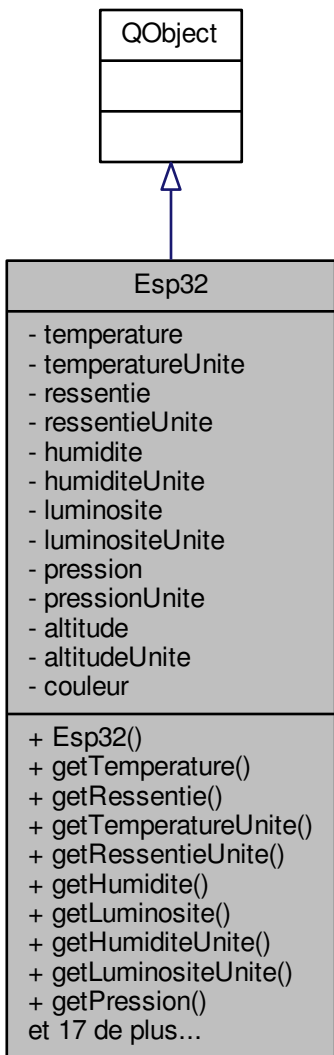 QObject
Esp32
- temperature
- temperatureUnite
- ressentie
- ressentieUnite
- humidite
- humiditeUnite
- luminosite
- luminositeUnite
- pression
- pressionUnite
- altitude
- altitudeUnite
- couleur
+ Esp32()
+ getTemperature()
+ getRessentie()
+ getTemperatureUnite()
+ getRessentieUnite()
+ getHumidite()
+ getLuminosite()
+ getHumiditeUnite()
+ getLuminositeUnite()
+ getPression()
et 17 de plus...